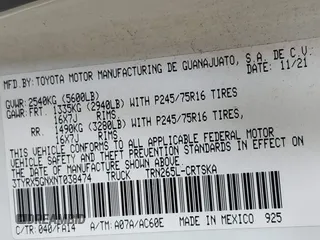 MFD.BY:TOYOTA MOTOR MANUFACTURING DE GUANAJUATO, S.A. DE C.V.
11/21
GVWR:2540KG (5600LB)
GAWR:FRT. 1335KG (2940LB) WITH P245/75R16 TIRES
16X7J RIMS
RR. 1490KG (3280LB) WITH P245/75R16 TIRES
16X7J RIMS
THIS VEHICLE CONFORMS TO ALL APPLICABLE FEDERAL MOTOR
VEHICLE SAFETY AND THEFT PREVENTION STANDARDS IN EFFECT ON
THE DATE OF MANUFACTURE SHOWN ABOVE.
3TYRX5GNXNT038474 TRUCK TRN265L-CRTSKA
C/TR:040/FA14 A/TM:A07A/AC60E MADE IN MEXICO 925